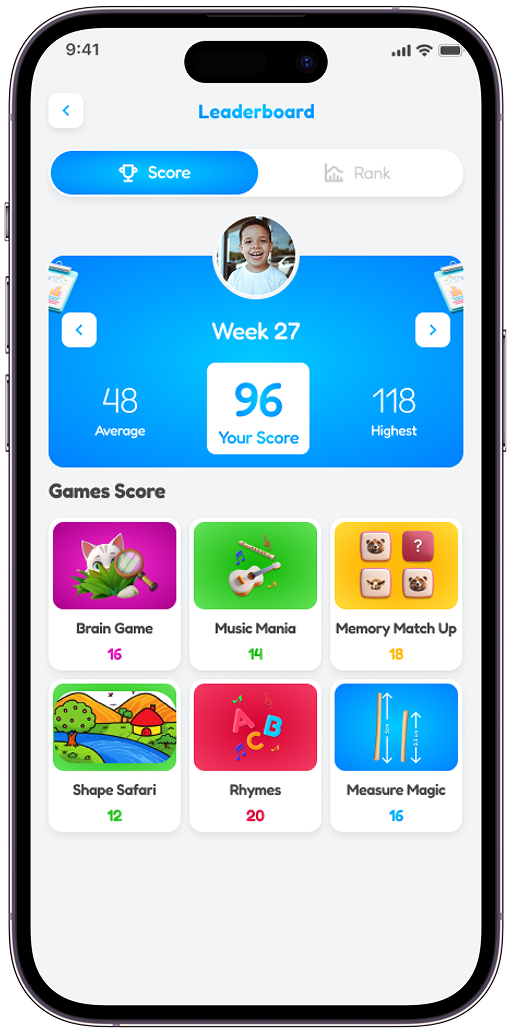 9:41
Leaderboard
Score
Rank
Week 27
48
Average
96
Your Score
118
Highest
Games Score
?
Brain Game
16
Music Mania
14
Memory Match Up
18
A
B
C
Shape Safari
12
Rhymes
20
Measure Magic
16